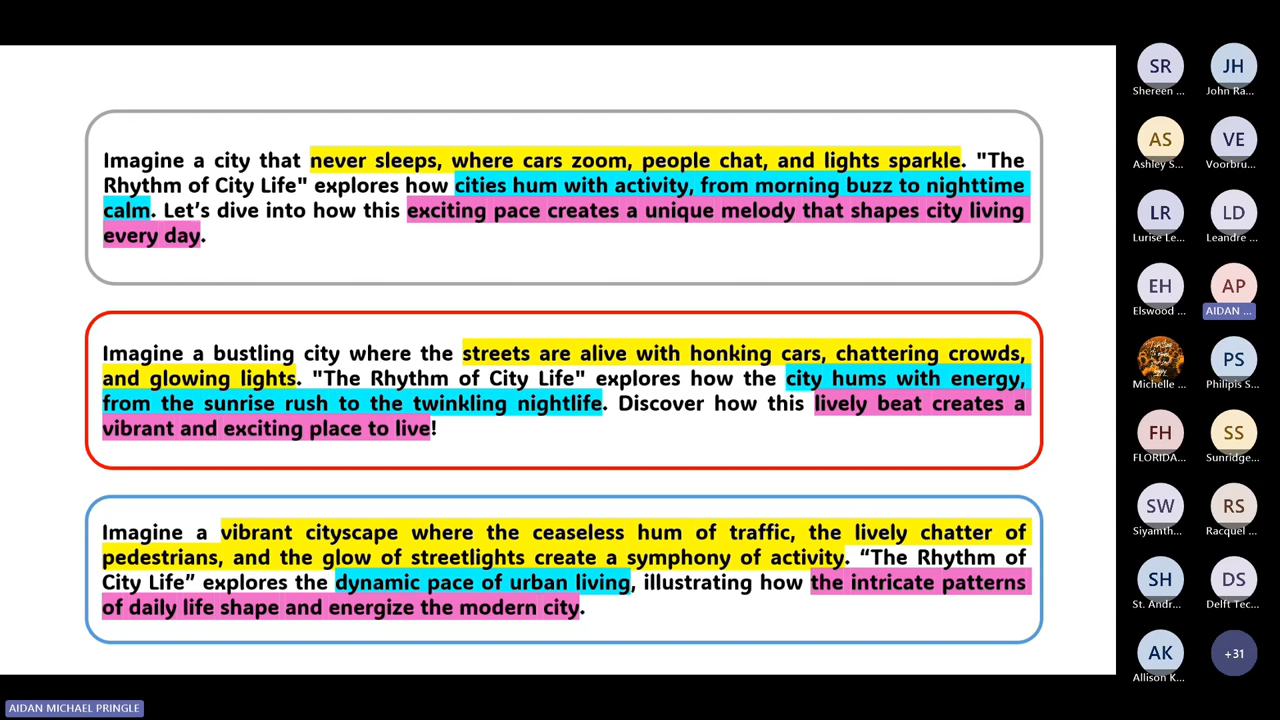 Imagine a city that never sleeps, where cars zoom, people chat, and lights sparkle. "The
Rhythm of City Life" explores how cities hum with activity, from morning buzz to nighttime
calm. Let’s dive into how this exciting pace creates a unique melody that shapes city living
every day.
Imagine a bustling city where the streets are alive with honking cars, chattering crowds,
and glowing lights. "The Rhythm of City Life" explores how the city hums with energy,
from the sunrise rush to the twinkling nightlife. Discover how this lively beat creates a
vibrant and exciting place to live!
Imagine a vibrant cityscape where the ceaseless hum of traffic, the lively chatter of
pedestrians, and the glow of streetlights create a symphony of activity. “The Rhythm of
City Life” explores the dynamic pace of urban living, illustrating how the intricate patterns
of daily life shape and energize the modern city.
SR
Shereen ...
JH
John Ra...
AS
Ashley S...
VE
Voorbru...
LR
Lurise Le...
LD
Leandre ...
EH
Elswood ...
AP
AIDAN ...
Michelle ...
PS
Philipis S...
FH
FLORIDA...
SS
Sunridge...
SW
Siyamth...
RS
Racquel ...
SH
St. Andr...
DS
Delft Tec...
AK
Allison K...
+31
AIDAN MICHAEL PRINGLE